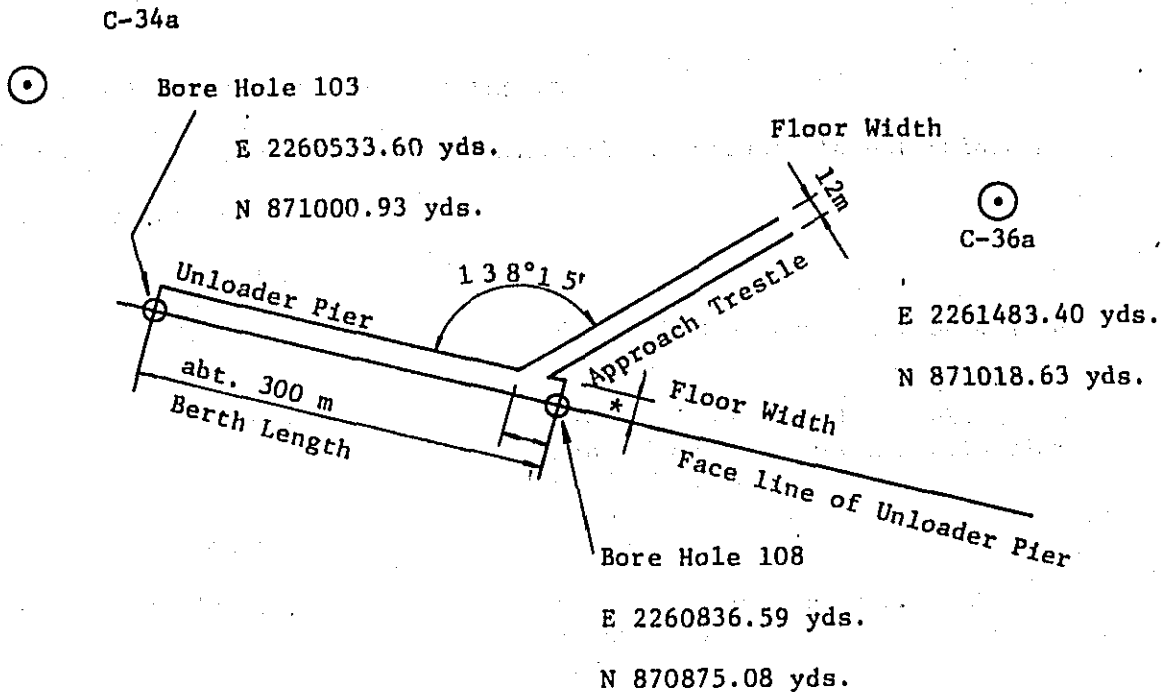 C-34a
Bore Hole 103
E 2260533.60 yds.
N 871000.93 yds.
Floor Width
12m
C-36a
E 2261483.40 yds.
N 871018.63 yds.
Unloader Pier
138°15'
Approach Trestle
abt. 300 m
Berth Length
*
Floor Width
Face line of Unloader Pier
Bore Hole 108
E 2260836.59 yds.
N 870875.08 yds.